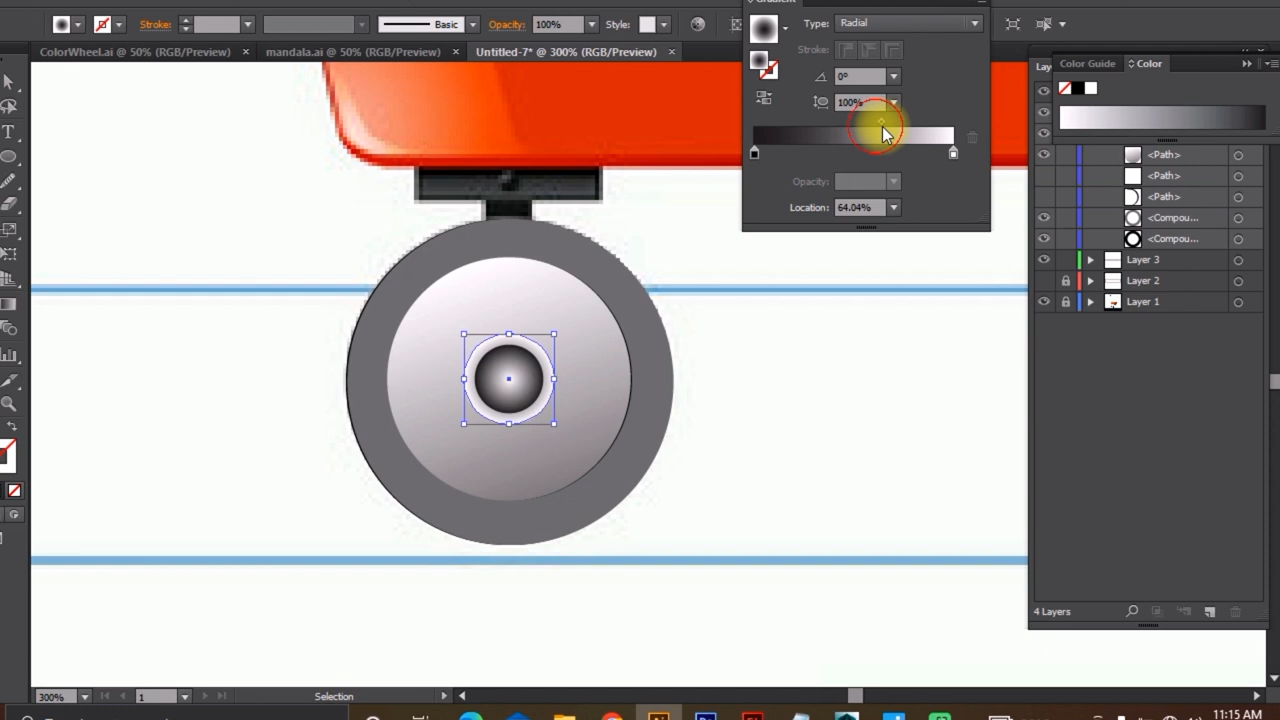 Gradient
Stroke:
Basic
Opacity: 100%
Style:
Type: Radial
ColorWheel.ai @ 50% (RGB/Preview) ×
mandala.ai @ 50% (RGB/Preview) ×
Untitled-7* @ 300% (RGB/Preview) ×
Stroke:
0°
100%
Opacity:
Location: 64.04%
Lay
Color Guide
Color
<Path>
<Path>
<Path>
<Compou...
<Compou...
Layer 3
Layer 2
Layer 1
4 Layers
300%
1
Selection
11:15 AM